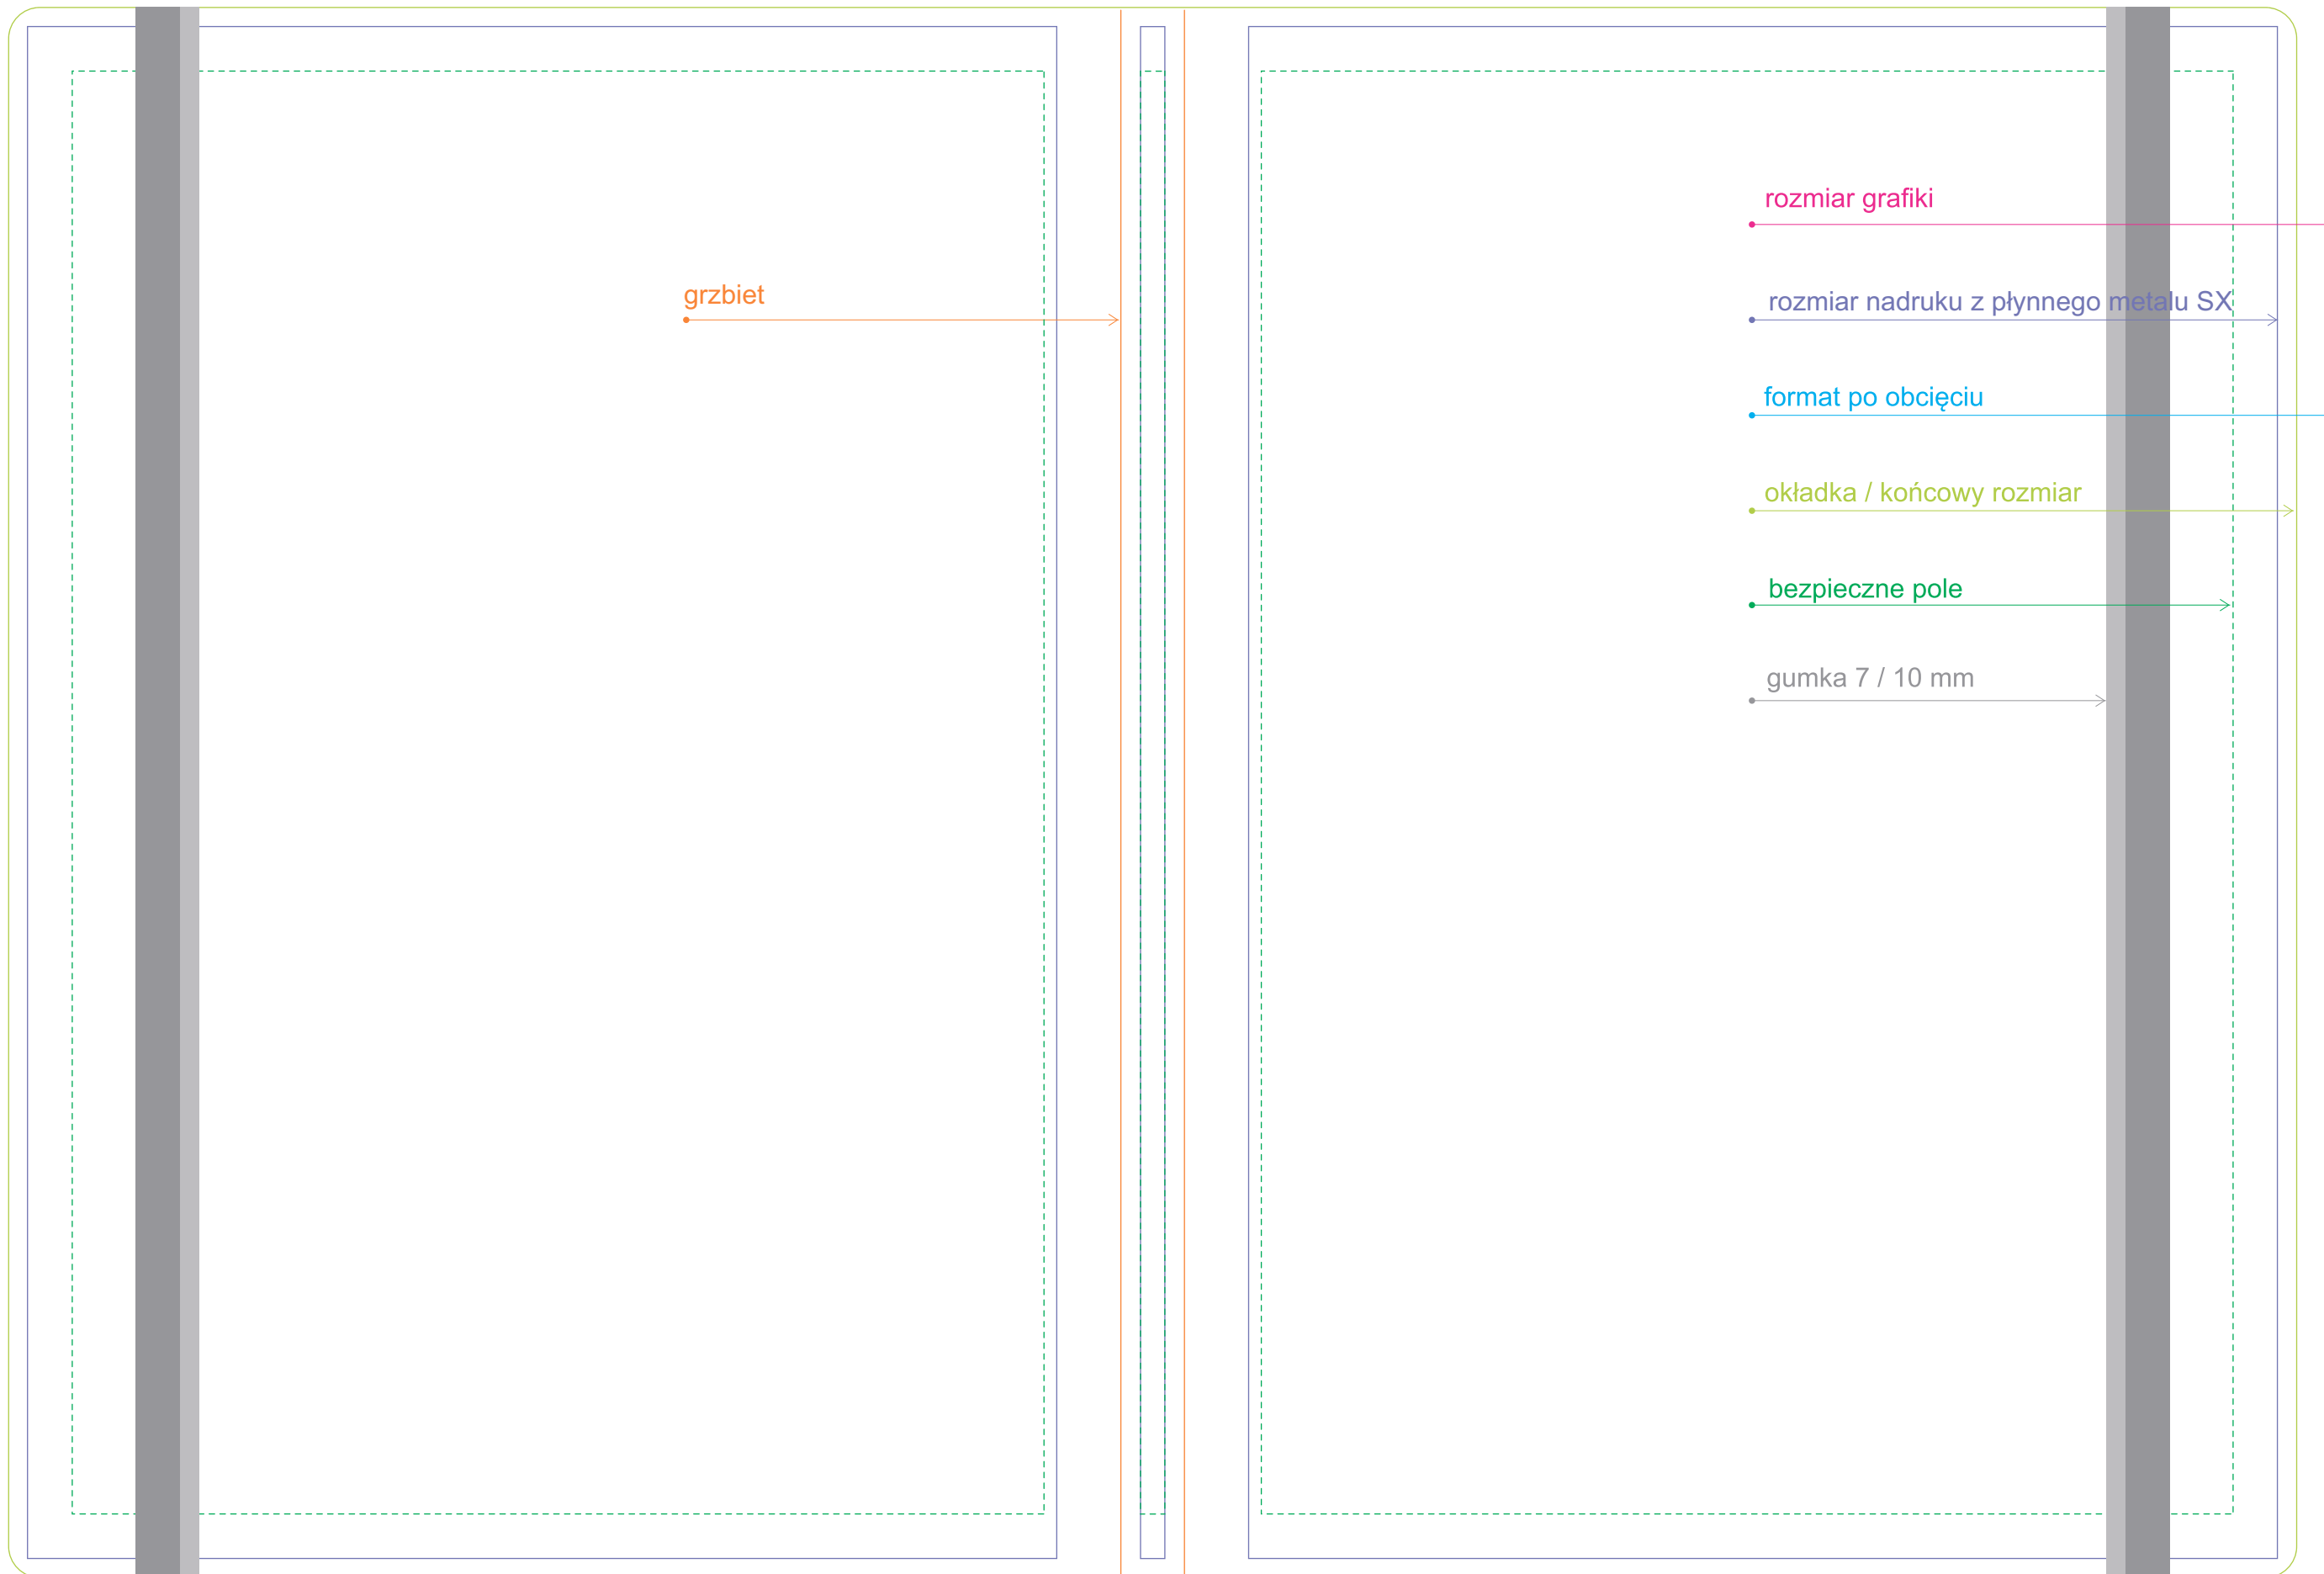 rozmiar grafiki
grzbiet
rozmiar nadruku z płynnego metalu SX
format po obcięciu
okładka / końcowy rozmiar
bezpieczne pole
gumka 7 / 10 mm